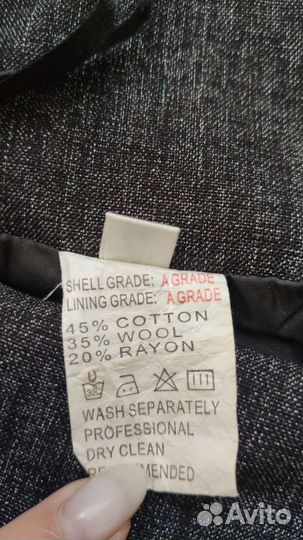 SHELL GRADE: A GRADE
LINING GRADE: A GRADE
45% COTTON
35% WOOL
20% RAYON
30
WASH SEPARATELY
PROFESSIONAL
DRY CLEAN
Avito